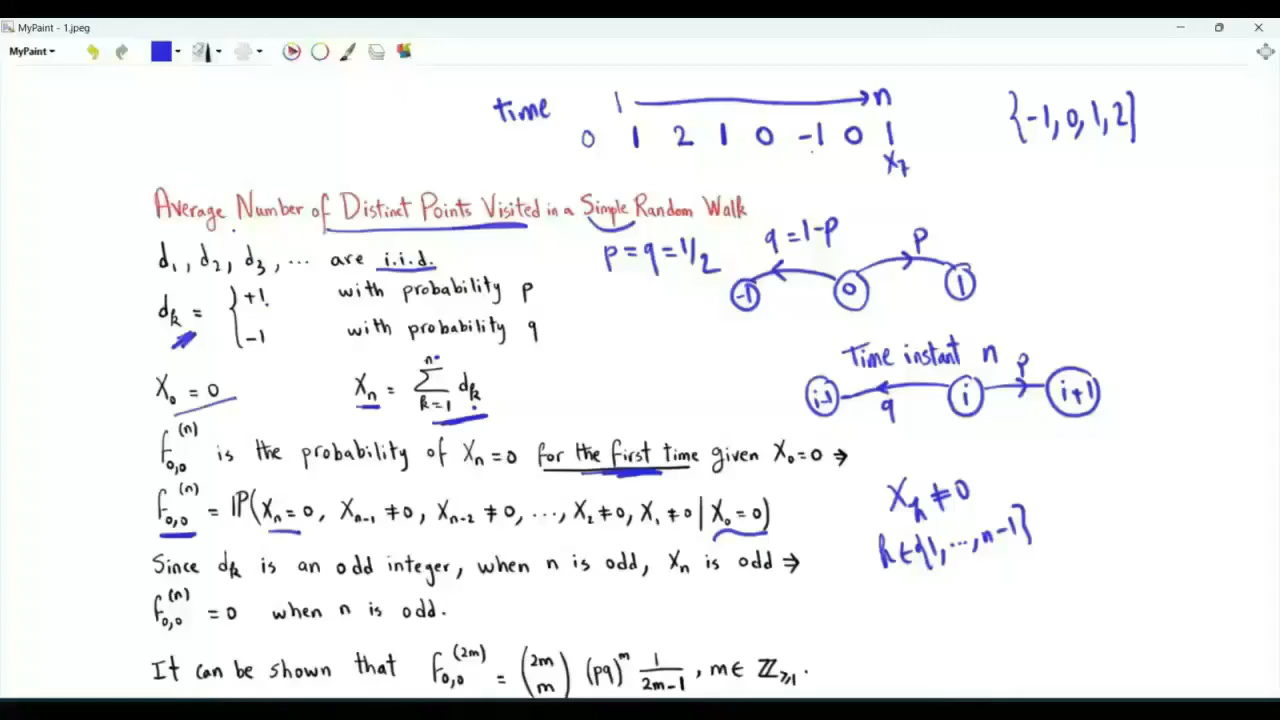 MyPaint - 1.jpeg
MyPaint
time 1 n
0 1 2 1 0 -1 0 1 {-1, 0, 1, 2}
X₇
Average Number of Distinct Points Visited in a Simple Random Walk
p = q = 1/2
q = 1-p p
-1 0 1
d₁, d₂, d₃, ... are i.i.d.
dₖ = { +1 with probability p
-1 with probability q
Time instant n
X₀ = 0 Xₙ = ∑_{k=1}^{n} dₖ
i-1 q i p i+1
f_{0,0}^{(n)} is the probability of Xₙ = 0 for the first time given X₀ = 0 →
f_{0,0}^{(n)} = ℙ(Xₙ = 0, Xₙ₋₁ ≠ 0, Xₙ₋₂ ≠ 0, ..., X₂ ≠ 0, X₁ ≠ 0 | X₀ = 0)
≠ 0
∈ {1, ..., n-1}
Since dₖ is an odd integer, when n is odd, Xₙ is odd →
f_{0,0}^{(n)} = 0 when n is odd.
It can be shown that f_{0,0}^{(2m)} = (2m m) (pq)^m 1/(2m-1), m ∈ ℤ_{≥1}.